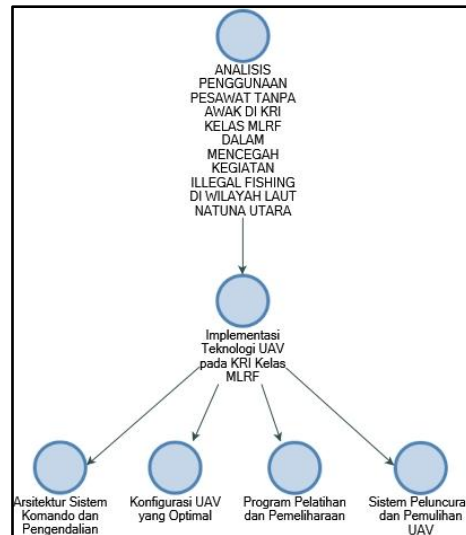 ANALISIS
PENGGUNAAN
PESAWAT TANPA
AWAK DI KRI
KELAS MLRF
DALAM
MENCEGAH
KEGIATAN
ILLEGAL FISHING
DI WILAYAH LAUT
NATUNA UTARA
Implementasi
Teknologi UAV
pada KRI Kelas
MLRF
Arsitektur Sistem
Komando dan
Pengendalian
Konfigurasi UAV
yang Optimal
Program Pelatihan
dan Pemeliharaan
Sistem Peluncura
dan Pemulihan
UAV